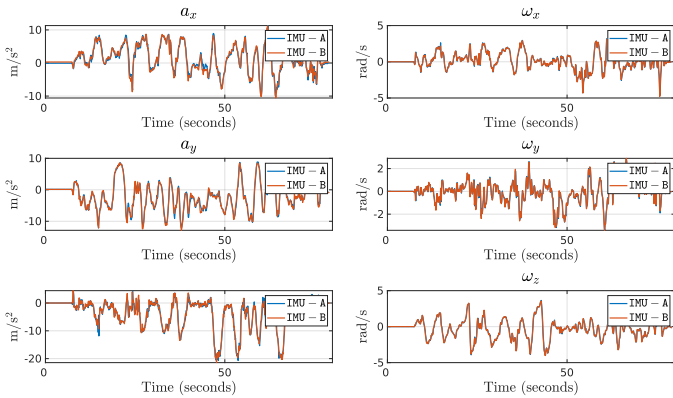 a_x
ω_x
m/s²
10
0
-10
IMU - A
IMU - B
0
50
Time (seconds)
rad/s
5
0
-5
IMU - A
IMU - B
0
50
Time (seconds)
a_y
ω_y
m/s²
10
0
-10
IMU - A
IMU - B
0
50
Time (seconds)
rad/s
2
0
-2
IMU - A
IMU - B
0
50
Time (seconds)
ω_z
m/s²
0
-10
-20
IMU - A
IMU - B
0
50
Time (seconds)
rad/s
5
0
-5
IMU - A
IMU - B
0
50
Time (seconds)